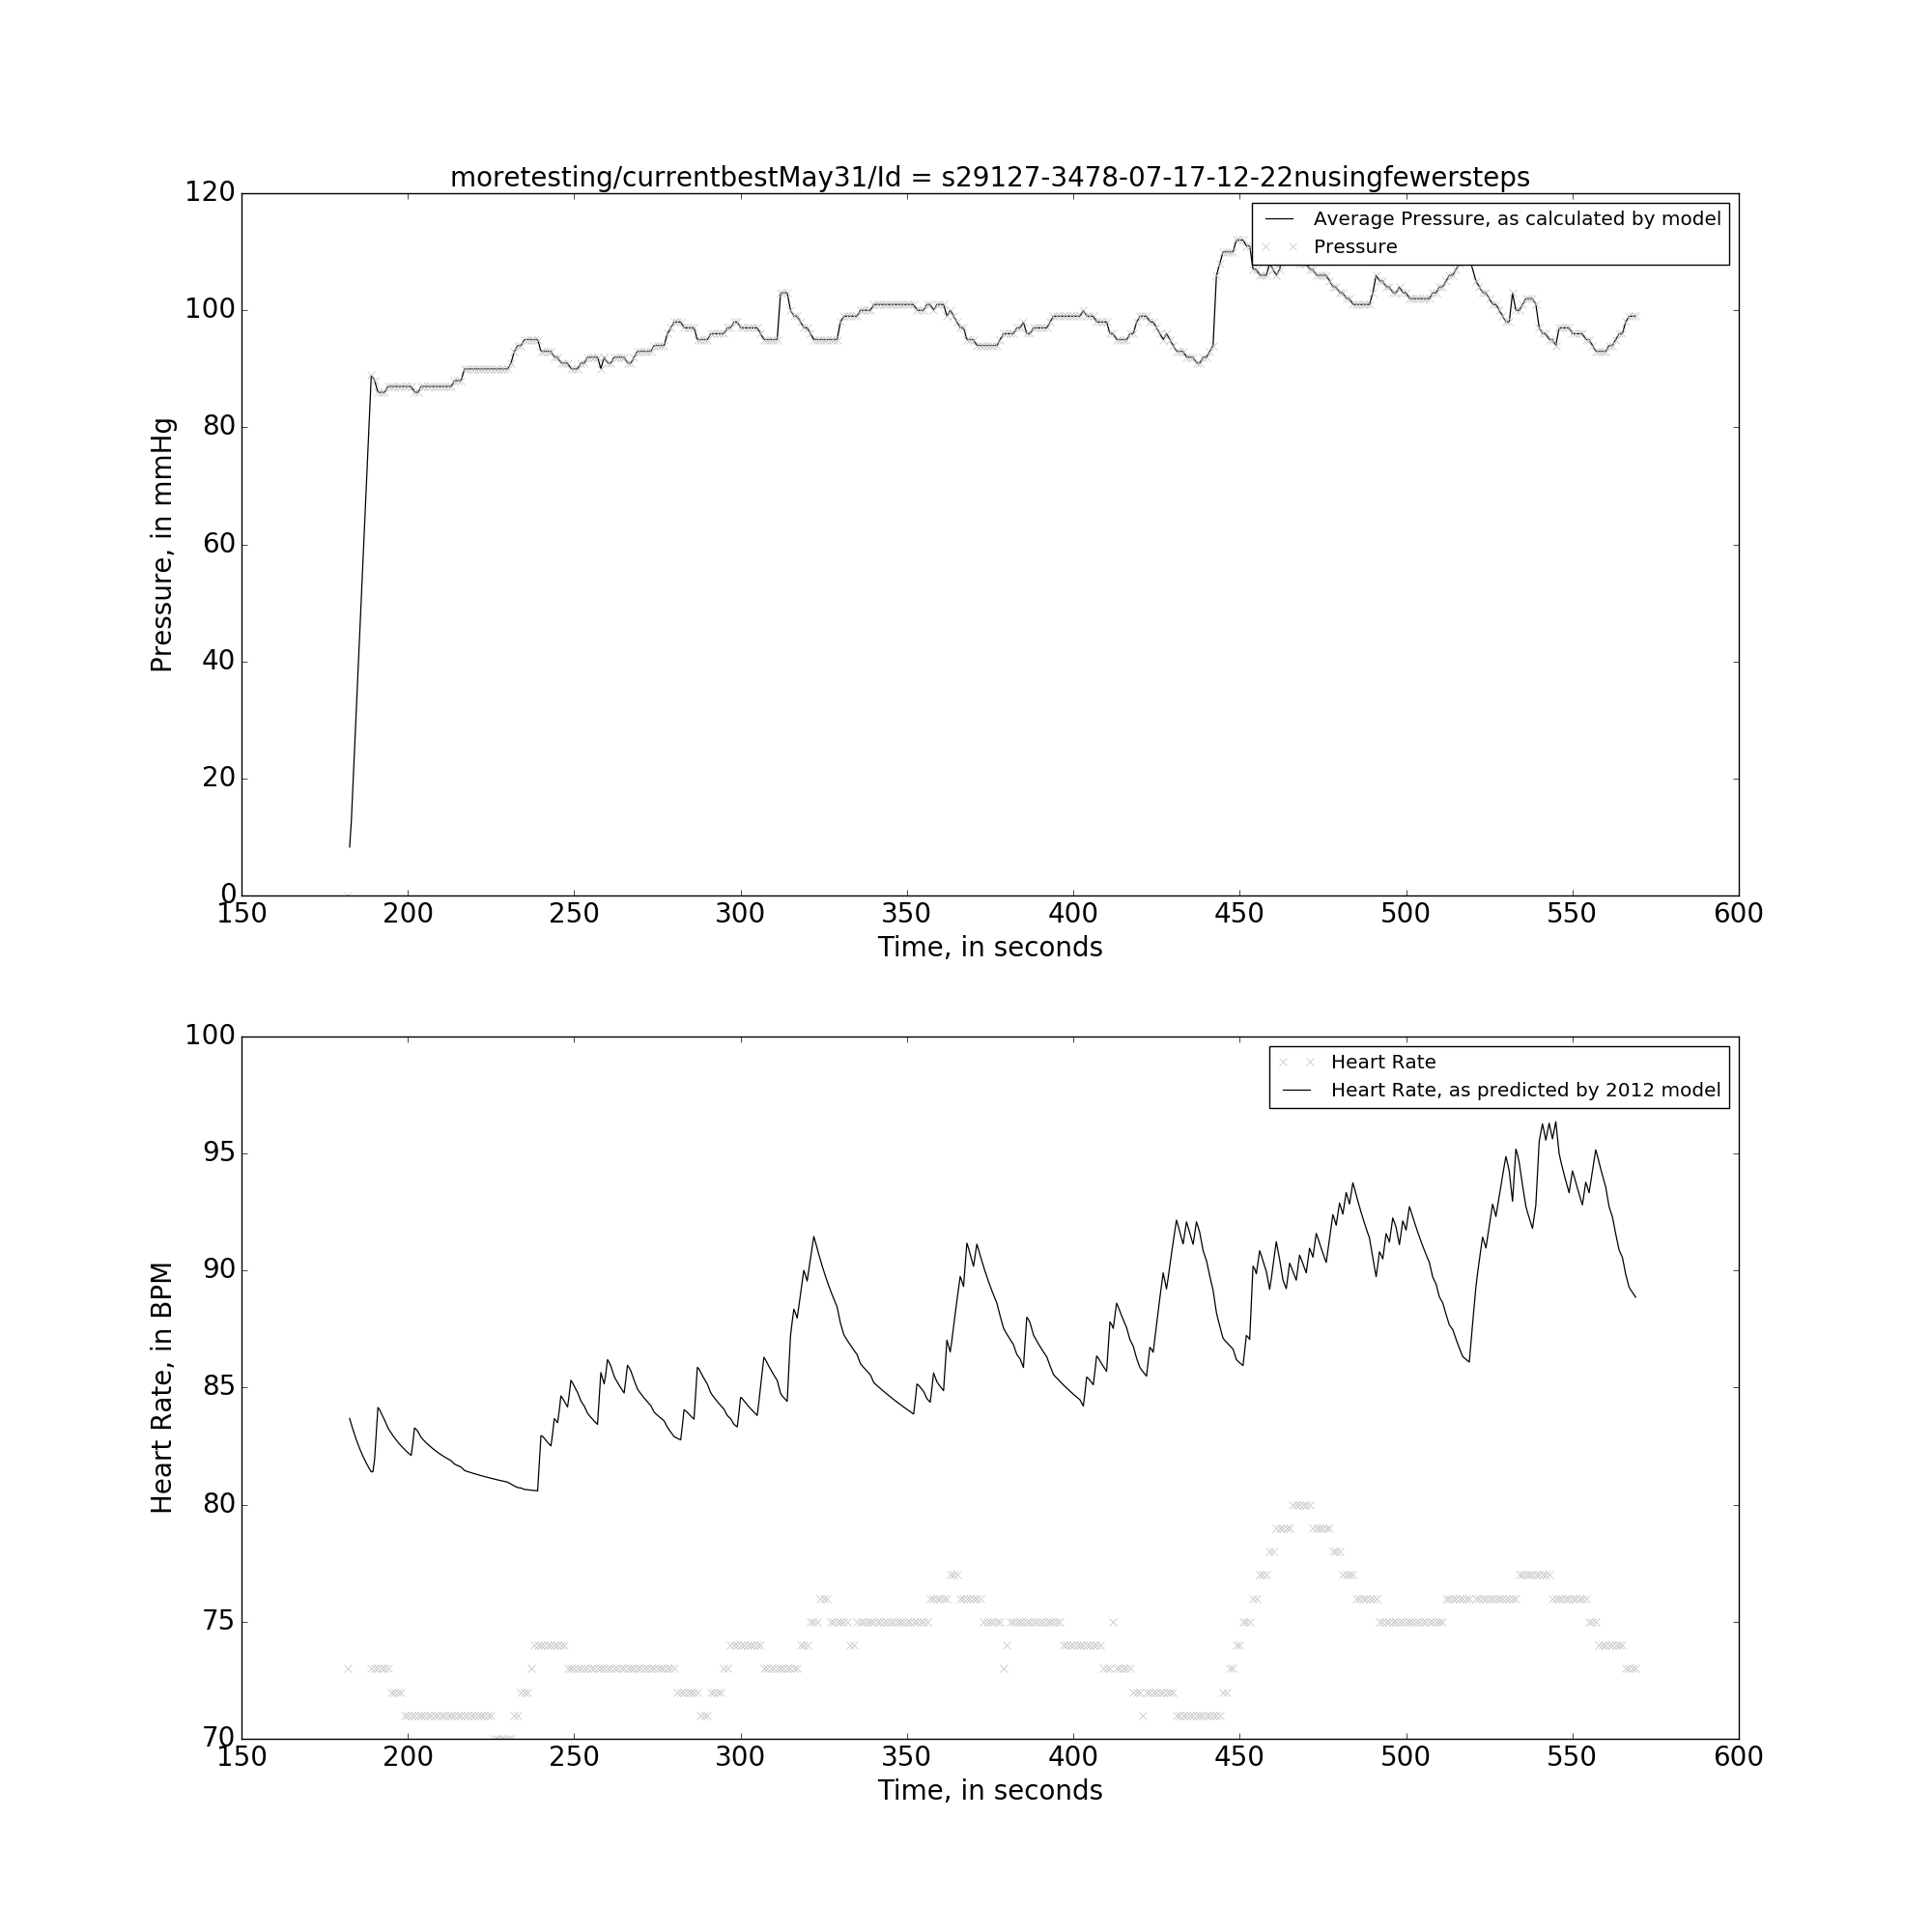 moretesting/currentbestMay31/Id = s29127-3478-07-17-12-22nusingfewersteps
120
100
80
60
40
20
0
Pressure, in mmHg
Average Pressure, as calculated by model
Pressure
150 200 250 300 350 400 450 500 550 600
Time, in seconds
100
95
90
85
80
75
70
Heart Rate, in BPM
Heart Rate
Heart Rate, as predicted by 2012 model
150 200 250 300 350 400 450 500 550 600
Time, in seconds